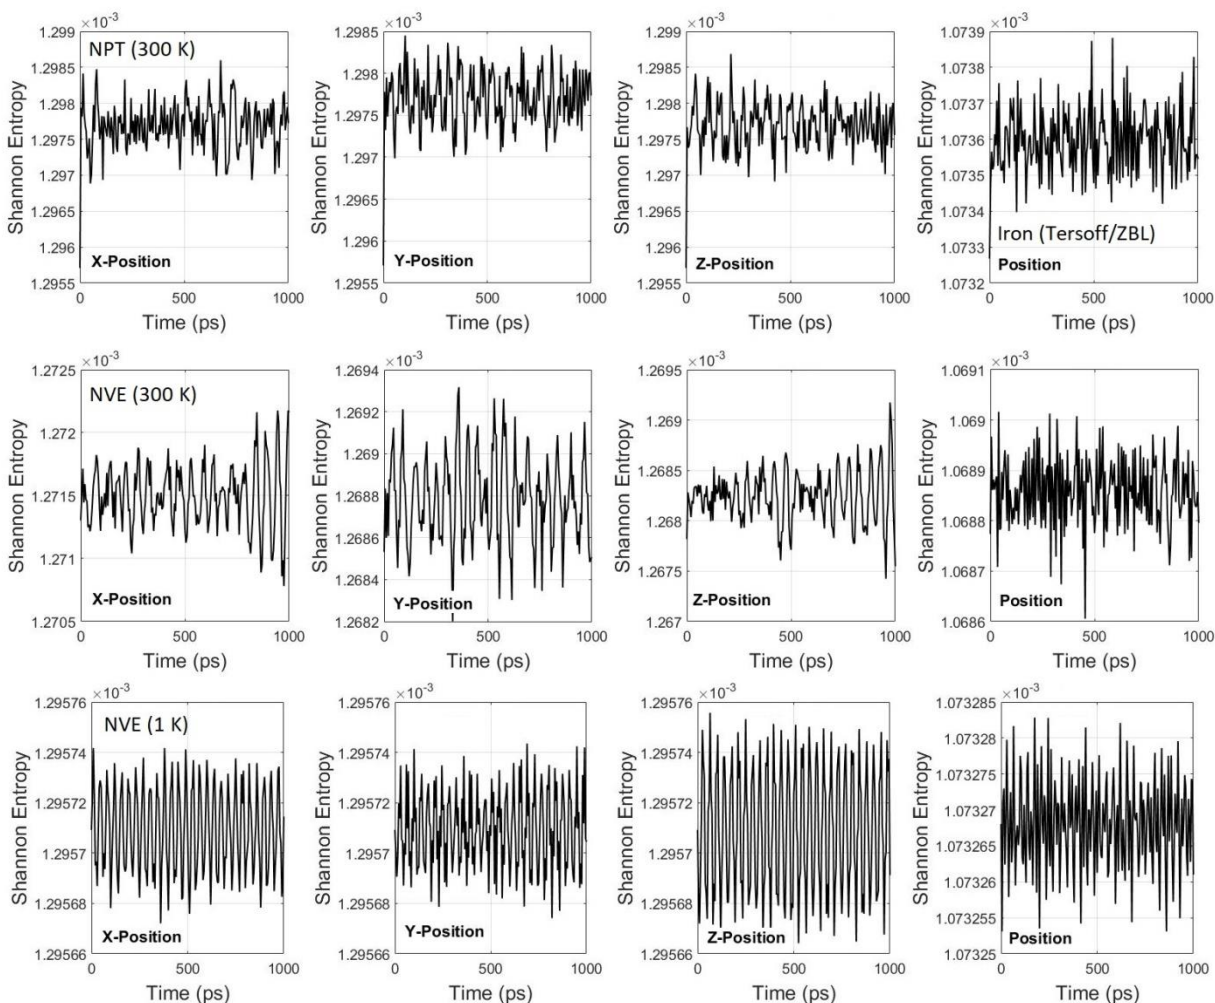 ×10⁻³
1.299
1.2985
1.298
1.2975
1.297
1.2965
1.296
1.2955
Shannon Entropy
NPT (300 K)
X-Position
0 500 1000
Time (ps)
×10⁻³
1.2985
1.298
1.2975
1.297
1.2965
1.296
1.2955
Shannon Entropy
Y-Position
0 500 1000
Time (ps)
×10⁻³
1.299
1.2985
1.298
1.2975
1.297
1.2965
1.296
1.2955
Shannon Entropy
Z-Position
0 500 1000
Time (ps)
×10⁻³
1.0739
1.0738
1.0737
1.0736
1.0735
1.0734
1.0733
1.0732
Shannon Entropy
Iron (Tersoff/ZBL)
Position
0 500 1000
Time (ps)
×10⁻³
1.2725
1.272
1.2715
1.271
1.2705
Shannon Entropy
NVE (300 K)
X-Position
0 500 1000
Time (ps)
×10⁻³
1.2694
1.2692
1.269
1.2688
1.2686
1.2684
1.2682
Shannon Entropy
Y-Position
0 500 1000
Time (ps)
×10⁻³
1.2695
1.269
1.2685
1.268
1.2675
1.267
Shannon Entropy
Z-Position
0 500 1000
Time (ps)
×10⁻³
1.0691
1.069
1.0689
1.0688
1.0687
1.0686
Shannon Entropy
Position
0 500 1000
Time (ps)
×10⁻³
1.29576
1.29574
1.29572
1.2957
1.29568
1.29566
Shannon Entropy
NVE (1 K)
X-Position
0 500 1000
Time (ps)
×10⁻³
1.29576
1.29574
1.29572
1.2957
1.29568
1.29566
Shannon Entropy
Y-Position
0 500 1000
Time (ps)
×10⁻³
1.29576
1.29574
1.29572
1.2957
1.29568
1.29566
Shannon Entropy
Z-Position
0 500 1000
Time (ps)
×10⁻³
1.073285
1.07328
1.073275
1.07327
1.073265
1.07326
1.073255
1.07325
Shannon Entropy
Position
0 500 1000
Time (ps)